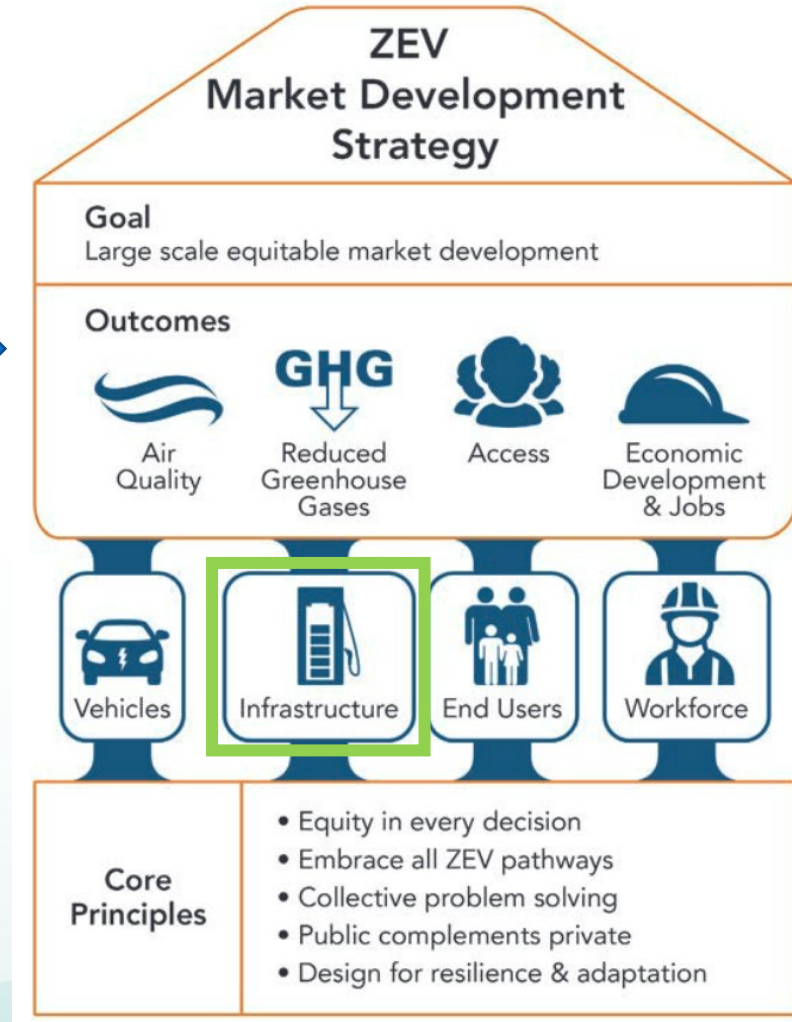 ZEV
Market Development
Strategy
Goal
Large scale equitable market development
Outcomes
GHG
Air
Quality
Reduced
Greenhouse
Gases
Access
Economic
Development
& Jobs
Vehicles
Infrastructure
End Users
Workforce
Core
Principles
• Equity in every decision
• Embrace all ZEV pathways
• Collective problem solving
• Public complements private
• Design for resilience & adaptation